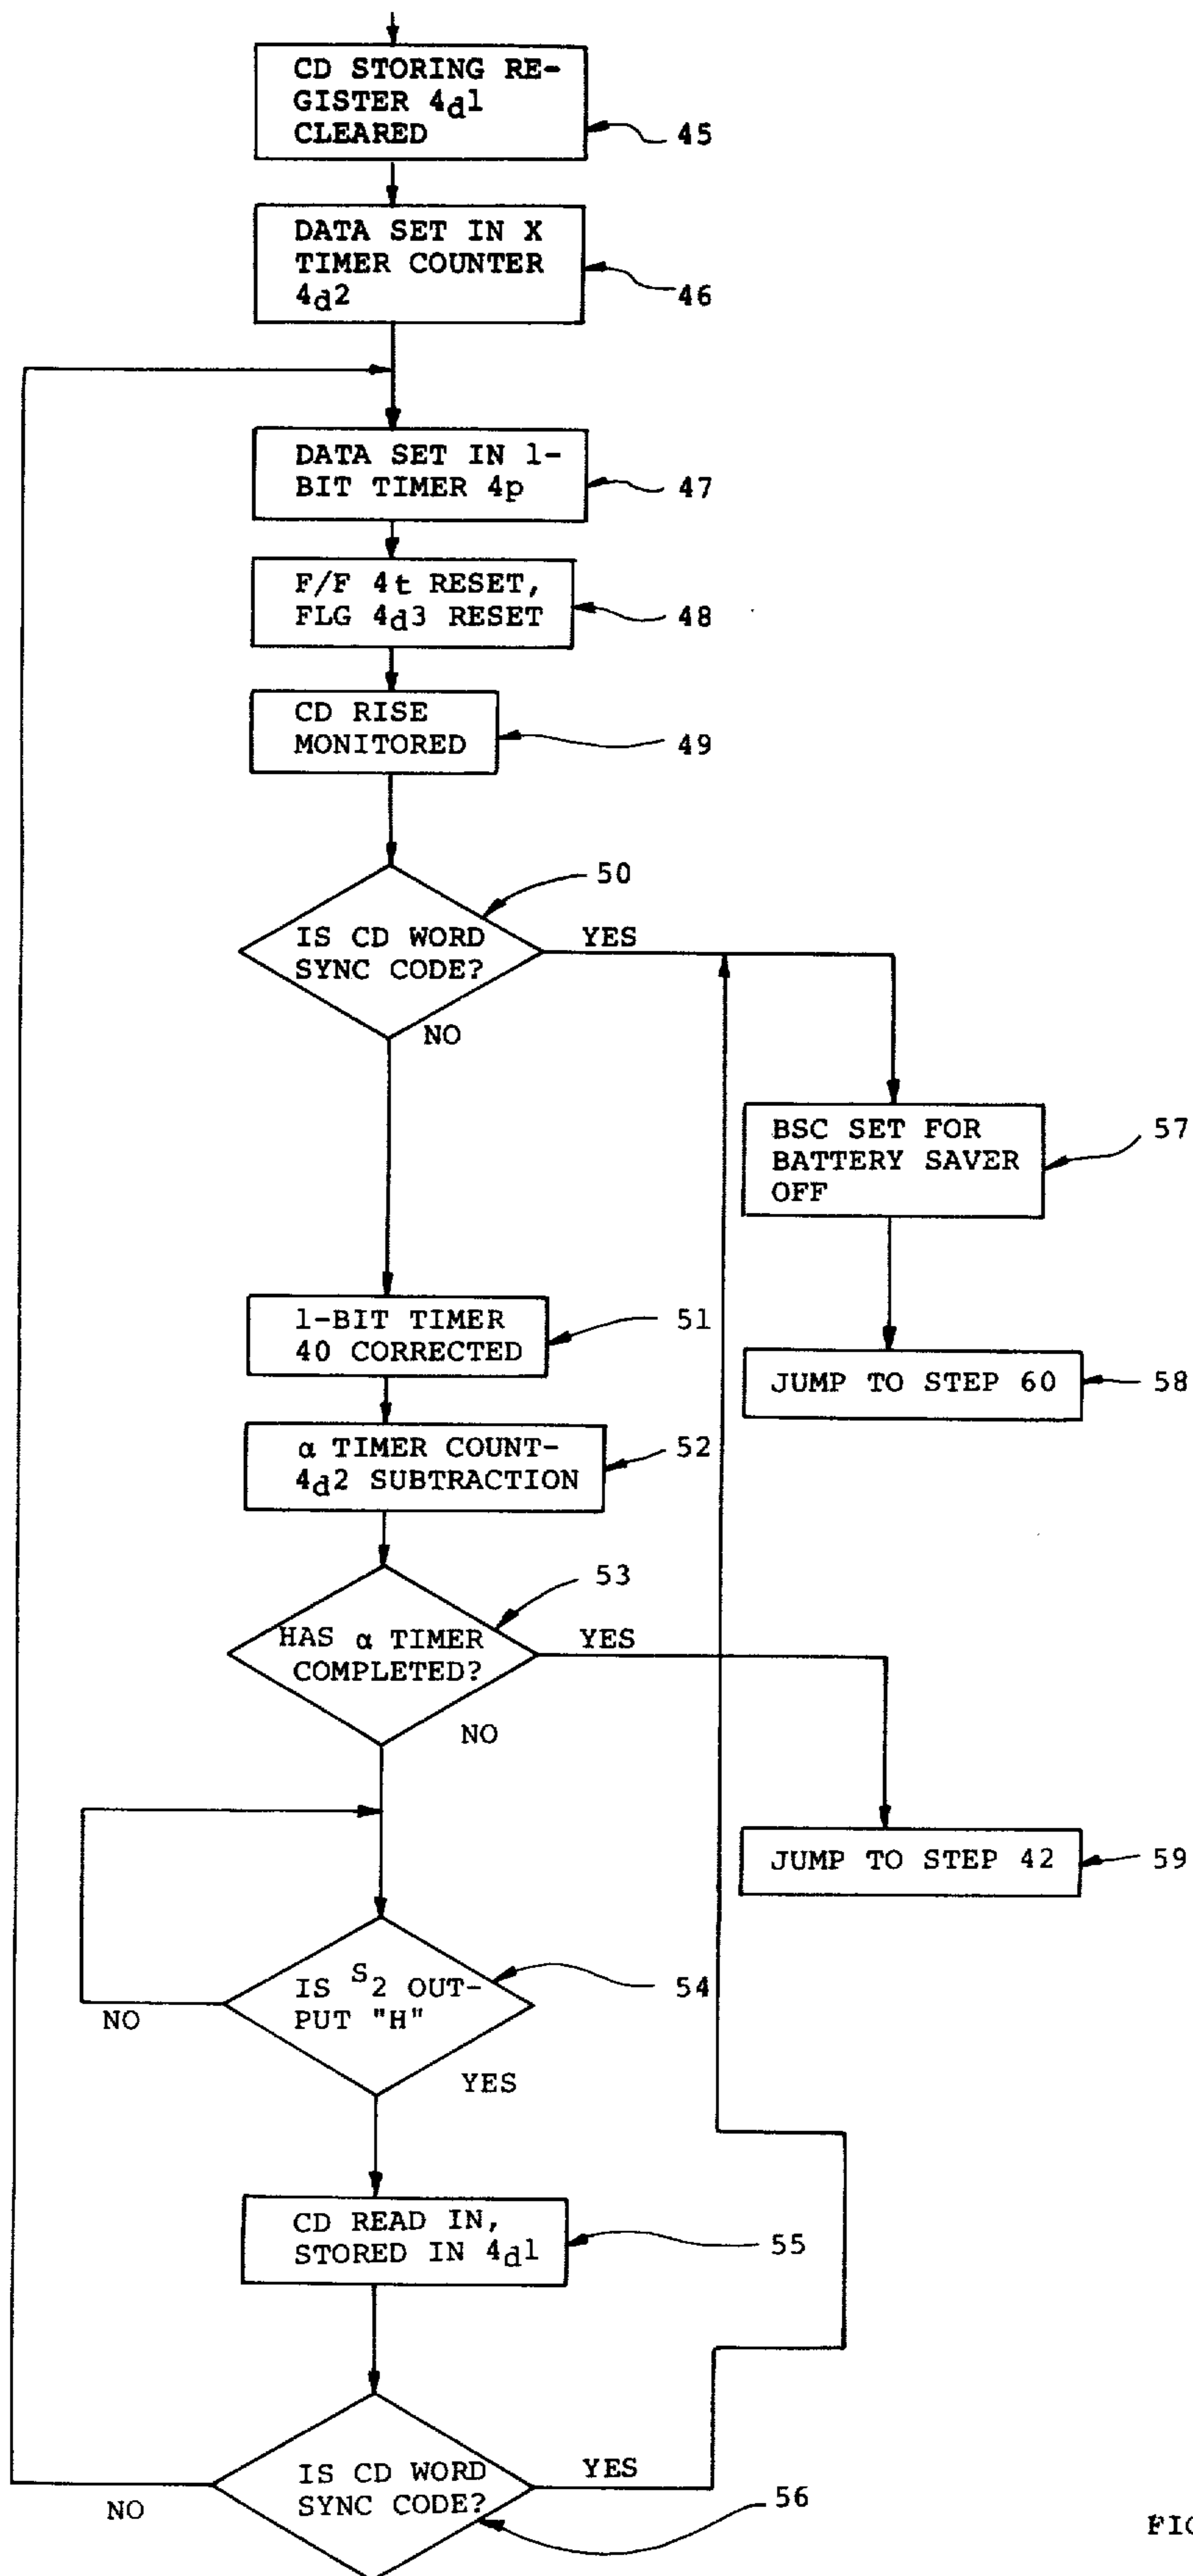 CD STORING RE-
GISTER 4d1
CLEARED
45
DATA SET IN X
TIMER COUNTER
4d2
46
DATA SET IN 1-
BIT TIMER 4p
47
F/F 4t RESET,
FLG 4d3 RESET
48
CD RISE
MONITORED
49
50
IS CD WORD
SYNC CODE?
YES
NO
BSC SET FOR
BATTERY SAVER
OFF
57
1-BIT TIMER
40 CORRECTED
51
JUMP TO STEP 60
58
α TIMER COUNT-
4d2 SUBTRACTION
52
53
HAS α TIMER
COMPLETED?
YES
NO
JUMP TO STEP 42
59
IS S2 OUT-
PUT "H"
54
NO
YES
CD READ IN,
STORED IN 4d1
55
IS CD WORD
SYNC CODE?
YES
NO
56
FIG